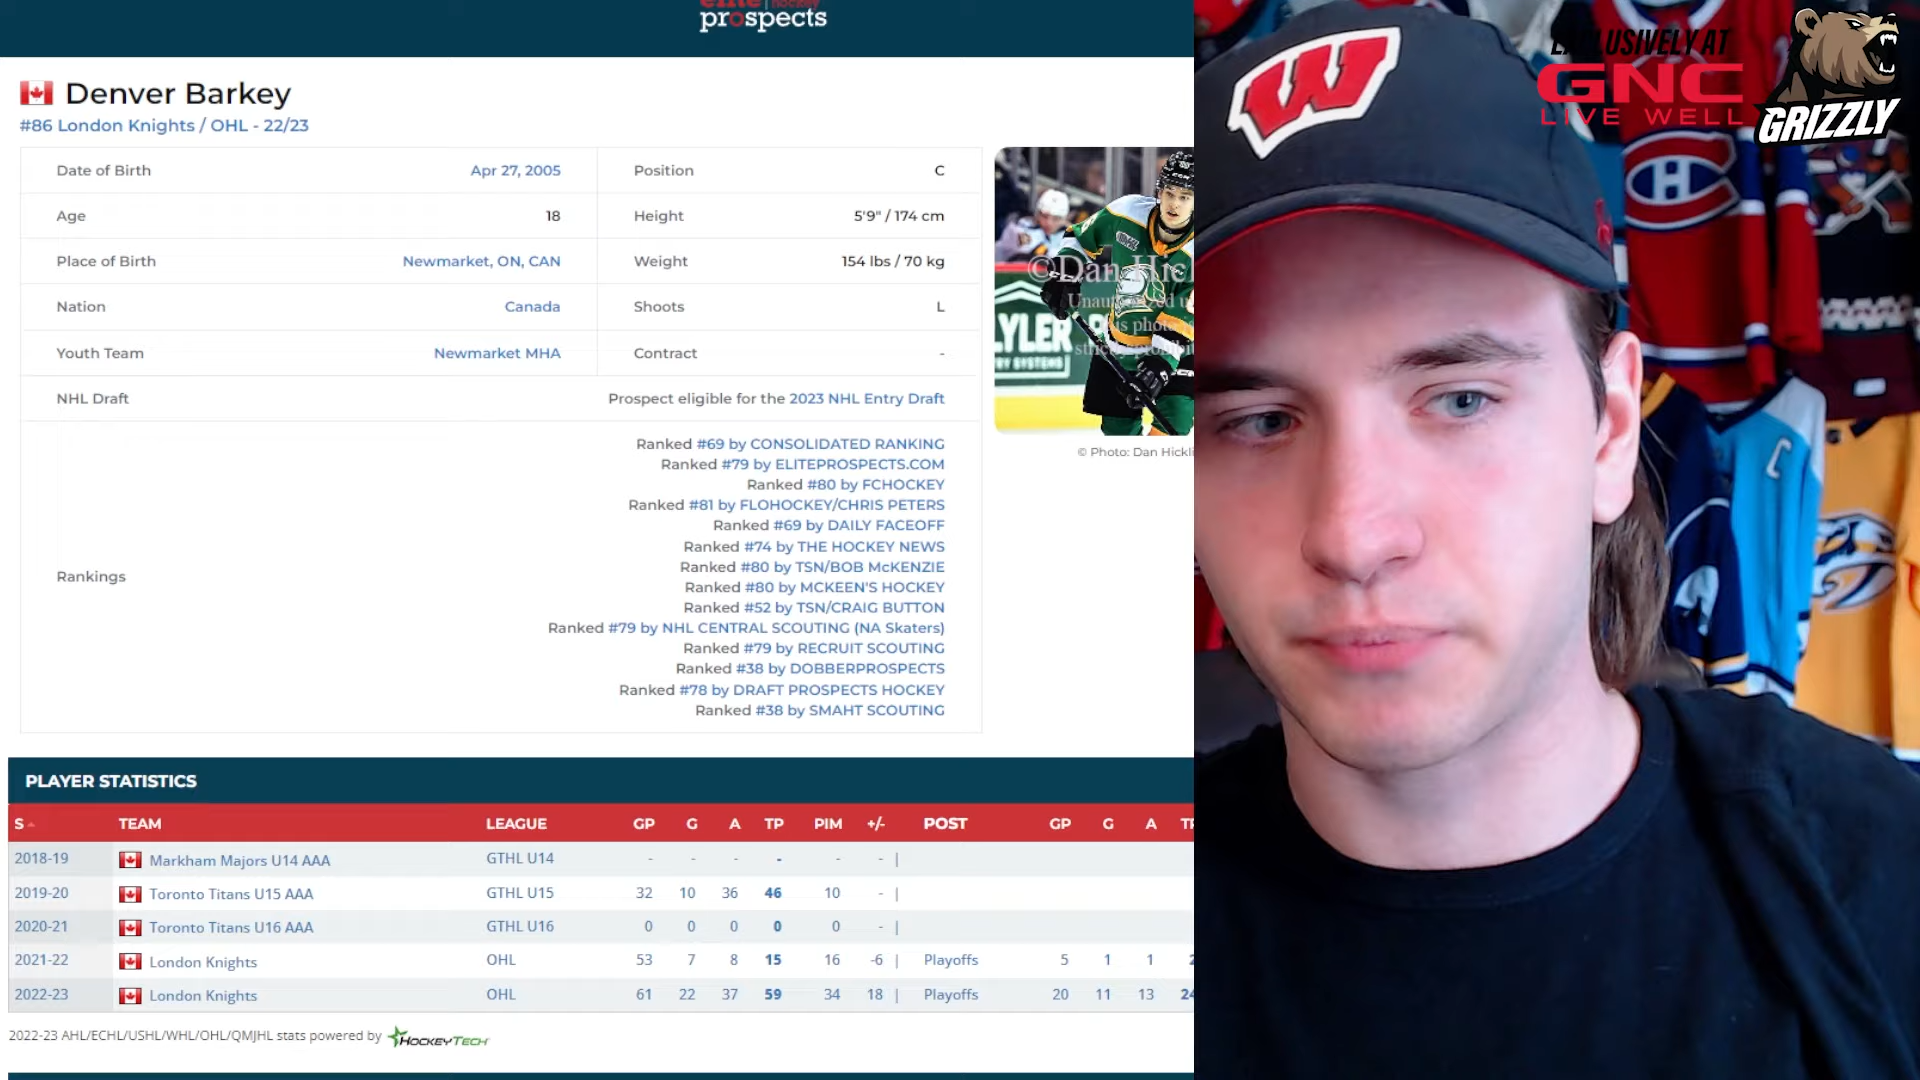 elite hockey
prospects
Denver Barkey
#86 London Knights / OHL - 22/23
Date of Birth Apr 27, 2005 Position C
Age 18 Height 5'9" / 174 cm
Place of Birth Newmarket, ON, CAN Weight 154 lbs / 70 kg
Nation Canada Shoots L
Youth Team Newmarket MHA Contract -
NHL Draft Prospect eligible for the 2023 NHL Entry Draft
Rankings
Ranked #69 by CONSOLIDATED RANKING
Ranked #79 by ELITEPROSPECTS.COM
Ranked #80 by FCHOCKEY
Ranked #81 by FLOHOCKEY/CHRIS PETERS
Ranked #69 by DAILY FACEOFF
Ranked #74 by THE HOCKEY NEWS
Ranked #80 by TSN/BOB McKENZIE
Ranked #80 by MCKEEN'S HOCKEY
Ranked #52 by TSN/CRAIG BUTTON
Ranked #79 by NHL CENTRAL SCOUTING (NA Skaters)
Ranked #79 by RECRUIT SCOUTING
Ranked #38 by DOBBERPROSPECTS
Ranked #78 by DRAFT PROSPECTS HOCKEY
Ranked #38 by SMAHT SCOUTING
©Dan Hick
© Photo: Dan Hickli
PLAYER STATISTICS
S TEAM LEAGUE GP G A TP PIM +/- POST GP G A
2018-19 Markham Majors U14 AAA GTHL U14 - - - - - - |
2019-20 Toronto Titans U15 AAA GTHL U15 32 10 36 46 10 - |
2020-21 Toronto Titans U16 AAA GTHL U16 0 0 0 0 0 - |
2021-22 London Knights OHL 53 7 8 15 16 -6 | Playoffs 5 1 1 2
2022-23 London Knights OHL 61 22 37 59 34 18 | Playoffs 20 11 13 24
2022-23 AHL/ECHL/USHL/WHL/OHL/QMJHL stats powered by HOCKEYTECH
W
EXCLUSIVELY AT
GNC
LIVE WELL
GRIZZLY
H
C